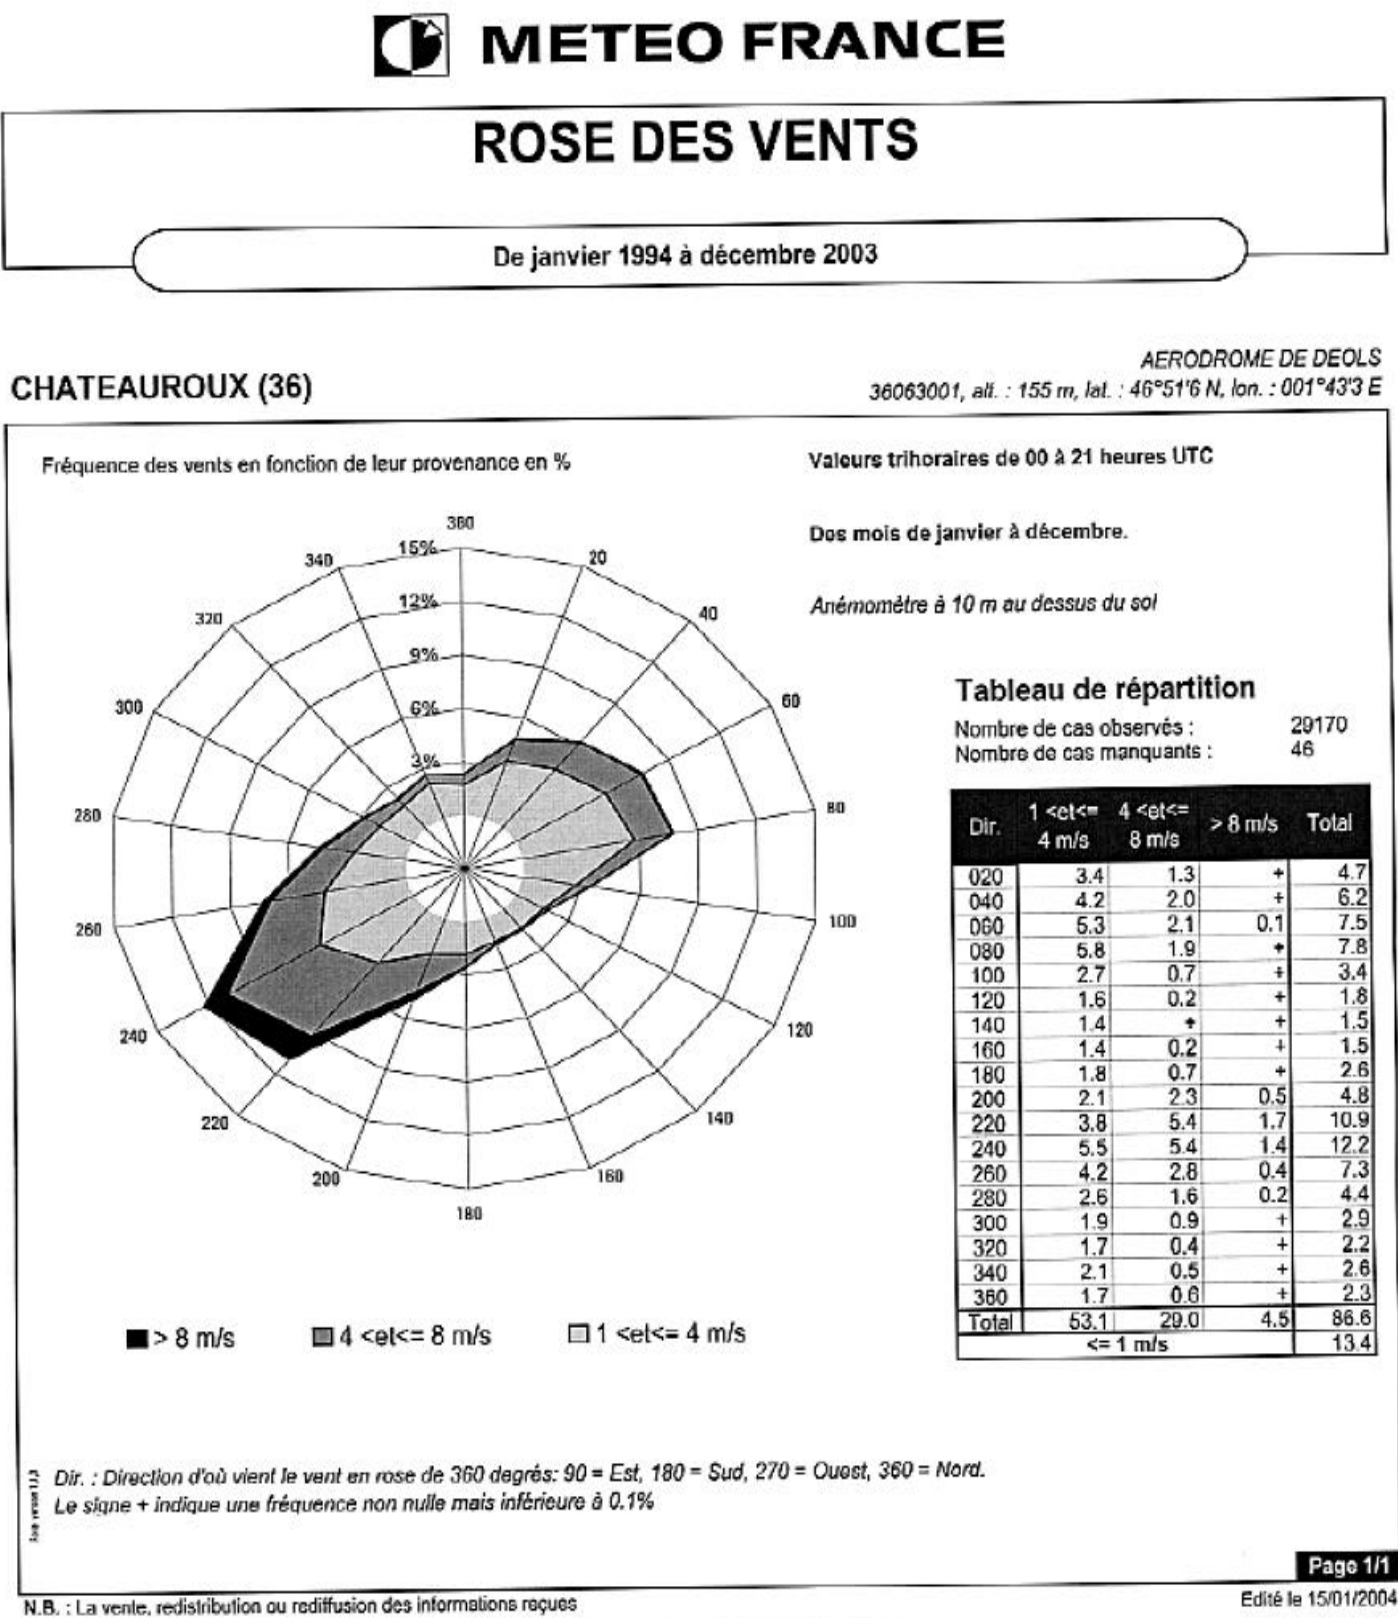 METEO FRANCE
ROSE DES VENTS
De janvier 1994 à décembre 2003
AERODROME DE DEOLS
CHATEAUROUX (36)
36063001, alt. : 155 m, lat. : 46°51'6 N, lon. : 001°43'3 E
Fréquence des vents en fonction de leur provenance en %
Valeurs trihoraires de 00 à 21 heures UTC
Des mois de janvier à décembre.
Anémomètre à 10 m au dessus du sol
360
20
40
60
80
100
120
140
160
180
200
220
240
260
280
300
320
340
15%
12%
9%
6%
3%
> 8 m/s
4 <et<= 8 m/s
1 <et<= 4 m/s
Tableau de répartition
Nombre de cas observés : 29170
Nombre de cas manquants : 46
Dir. 1 <et<= 4 m/s 4 <et<= 8 m/s > 8 m/s Total
020 3.4 1.3 + 4.7
040 4.2 2.0 + 6.2
060 5.3 2.1 0.1 7.5
080 5.8 1.9 + 7.8
100 2.7 0.7 + 3.4
120 1.6 0.2 + 1.8
140 1.4 + + 1.5
160 1.4 0.2 + 1.5
180 1.8 0.7 + 2.6
200 2.1 2.3 0.5 4.8
220 3.8 5.4 1.7 10.9
240 5.5 5.4 1.4 12.2
260 4.2 2.8 0.4 7.3
280 2.6 1.6 0.2 4.4
300 1.9 0.9 + 2.9
320 1.7 0.4 + 2.2
340 2.1 0.5 + 2.6
360 1.7 0.6 + 2.3
Total 53.1 29.0 4.5 86.6
<= 1 m/s 13.4
Dir. : Direction d'où vient le vent en rose de 360 degrés: 90 = Est, 180 = Sud, 270 = Ouest, 360 = Nord.
Le signe + indique une fréquence non nulle mais inférieure à 0.1%
Page 1/1
Edité le 15/01/2004
N.B. : La vente, redistribution ou rediffusion des informations reçues